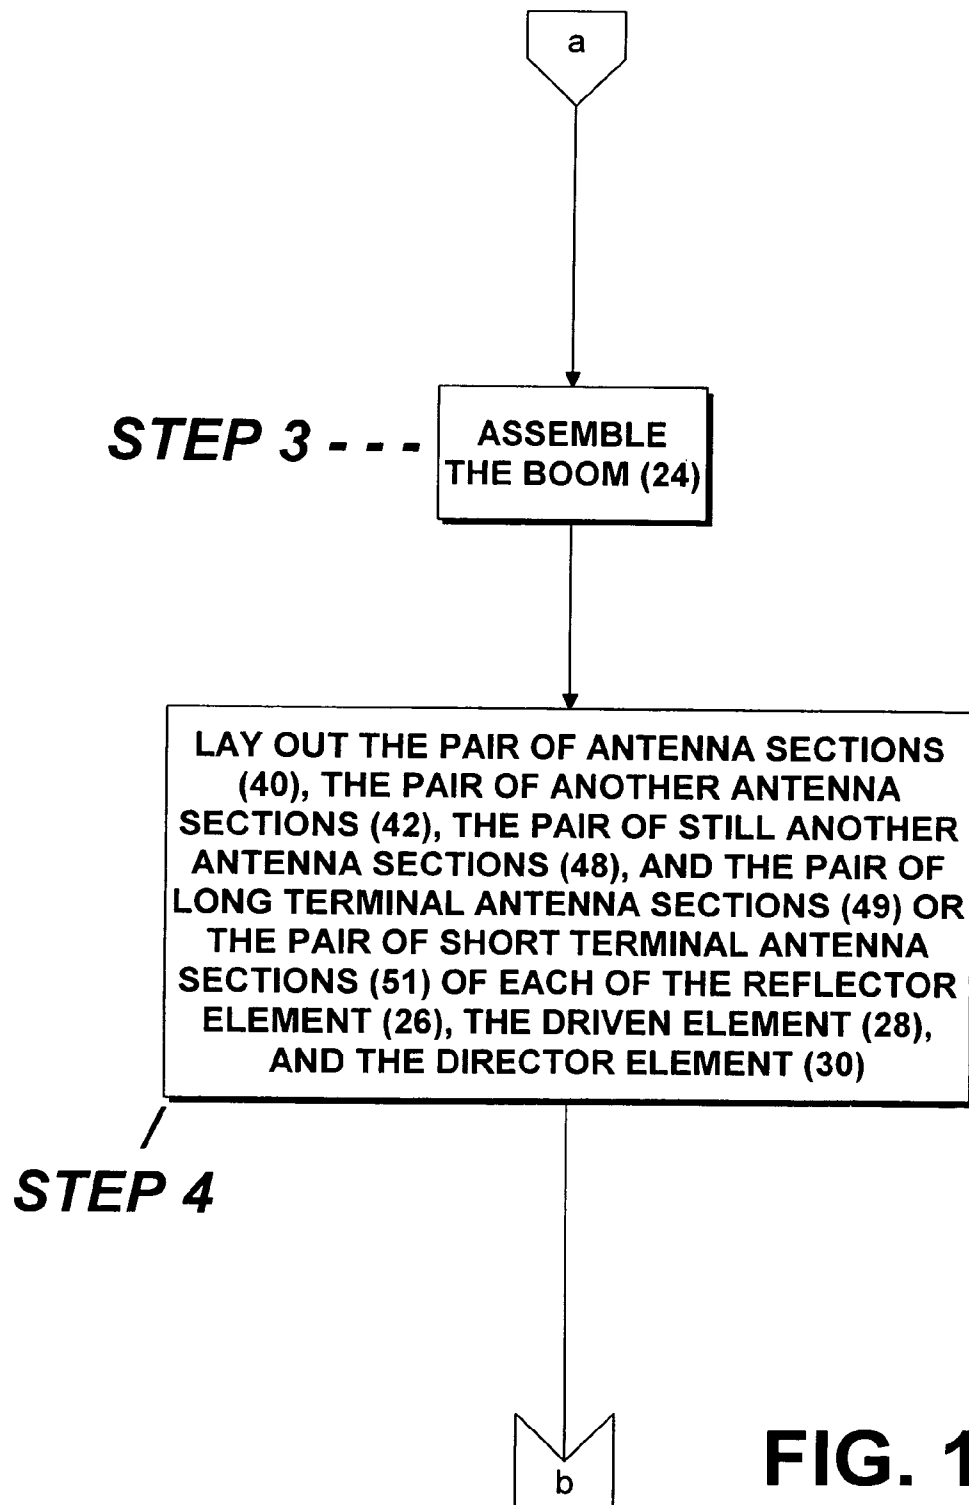 a
STEP 3 - - -
ASSEMBLE
THE BOOM (24)
LAY OUT THE PAIR OF ANTENNA SECTIONS
(40), THE PAIR OF ANOTHER ANTENNA
SECTIONS (42), THE PAIR OF STILL ANOTHER
ANTENNA SECTIONS (48), AND THE PAIR OF
LONG TERMINAL ANTENNA SECTIONS (49) OR
THE PAIR OF SHORT TERMINAL ANTENNA
SECTIONS (51) OF EACH OF THE REFLECTOR
ELEMENT (26), THE DRIVEN ELEMENT (28),
AND THE DIRECTOR ELEMENT (30)
STEP 4
b
FIG. 1